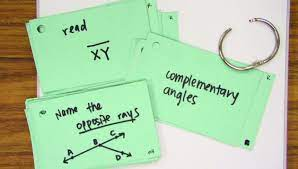 read
XY
complementary
angles
Name the
opposite rays
A B C
D